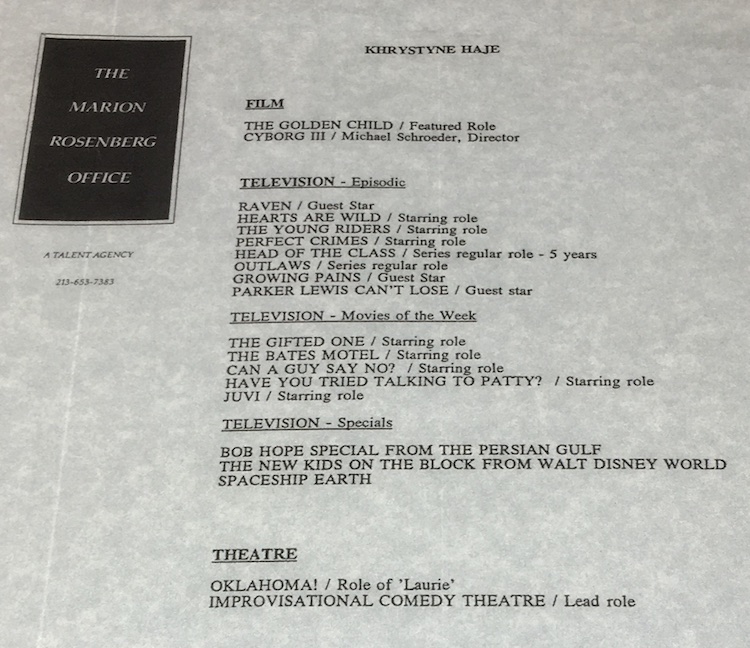 THE
MARION
ROSENBERG
OFFICE
A TALENT AGENCY
213-653-7383
KHRYSTYNE HAJE
FILM
THE GOLDEN CHILD / Featured Role
CYBORG III / Michael Schroeder, Director
TELEVISION - Episodic
RAVEN / Guest Star
HEARTS ARE WILD / Starring role
THE YOUNG RIDERS / Starring role
PERFECT CRIMES / Starring role
HEAD OF THE CLASS / Series regular role - 5 years
OUTLAWS / Series regular role
GROWING PAINS / Guest Star
PARKER LEWIS CAN'T LOSE / Guest star
TELEVISION - Movies of the Week
THE GIFTED ONE / Starring role
THE BATES MOTEL / Starring role
CAN A GUY SAY NO? / Starring role
HAVE YOU TRIED TALKING TO PATTY? / Starring role
JUVI / Starring role
TELEVISION - Specials
BOB HOPE SPECIAL FROM THE PERSIAN GULF
THE NEW KIDS ON THE BLOCK FROM WALT DISNEY WORLD
SPACESHIP EARTH
THEATRE
OKLAHOMA! / Role of 'Laurie'
IMPROVISATIONAL COMEDY THEATRE / Lead role